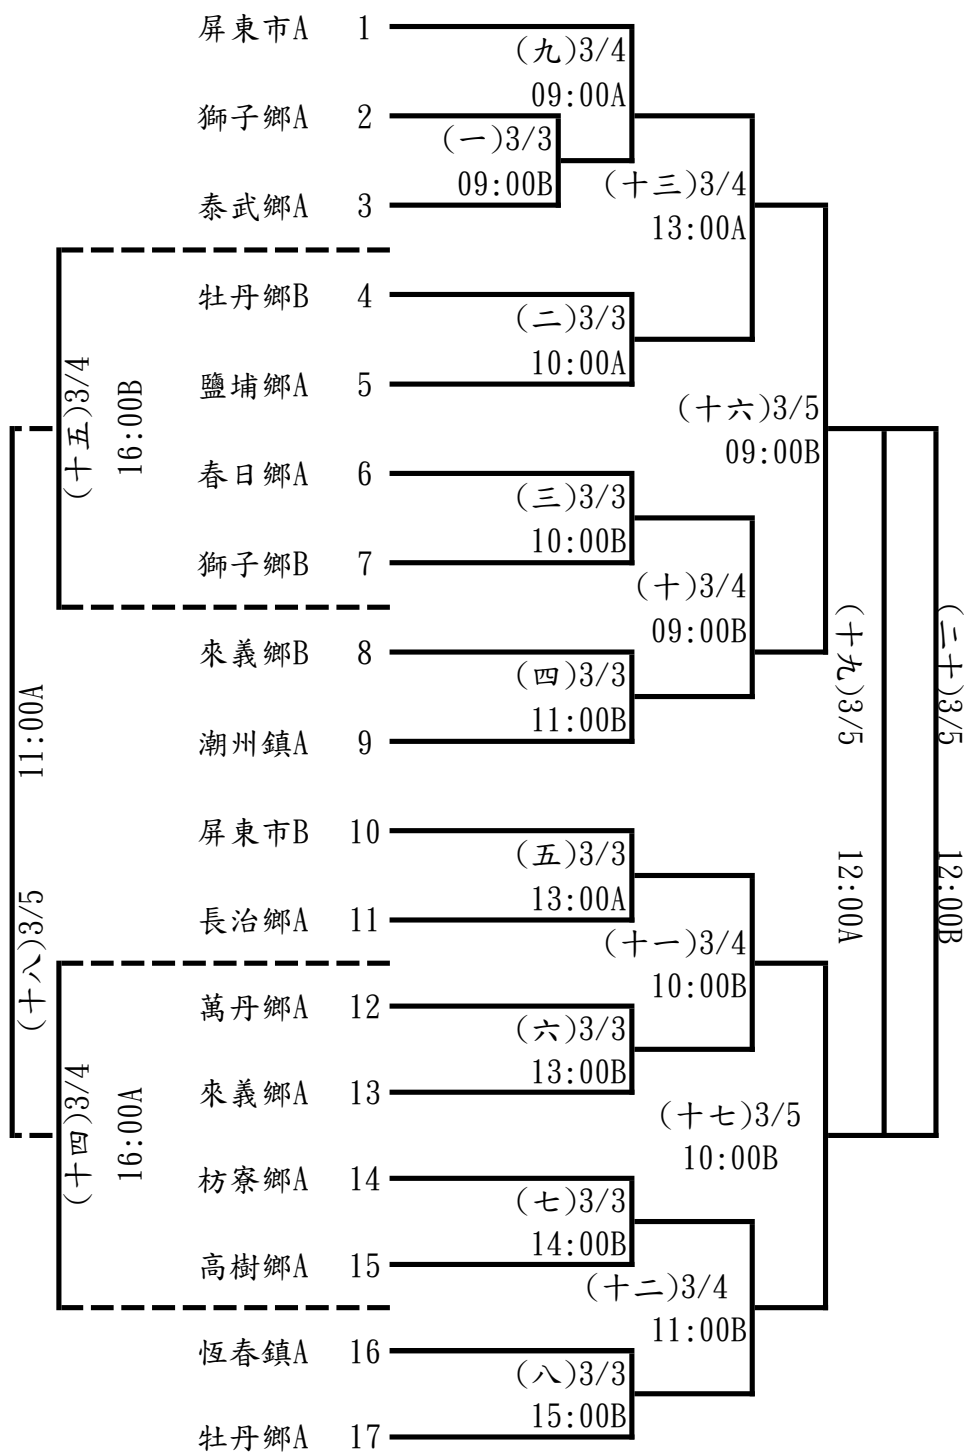 屏東市A 1
(九)3/4
09:00A
獅子鄉A 2
(一)3/3
09:00B
泰武鄉A 3
(十三)3/4
13:00A
牡丹鄉B 4
(二)3/3
10:00A
鹽埔鄉A 5
(十五)3/4
16:00B
(十六)3/5
09:00B
春日鄉A 6
(三)3/3
10:00B
獅子鄉B 7
(十)3/4
09:00B
來義鄉B 8
(四)3/3
11:00B
潮州鎮A 9
(十八)3/5
11:00A
(十九)3/5
12:00A
(二十)3/5
12:00B
屏東市B 10
(五)3/3
13:00A
長治鄉A 11
(十一)3/4
10:00B
萬丹鄉A 12
(六)3/3
13:00B
來義鄉A 13
(十四)3/4
16:00A
(十七)3/5
10:00B
枋寮鄉A 14
(七)3/3
14:00B
高樹鄉A 15
(十二)3/4
11:00B
恆春鎮A 16
(八)3/3
15:00B
牡丹鄉A 17